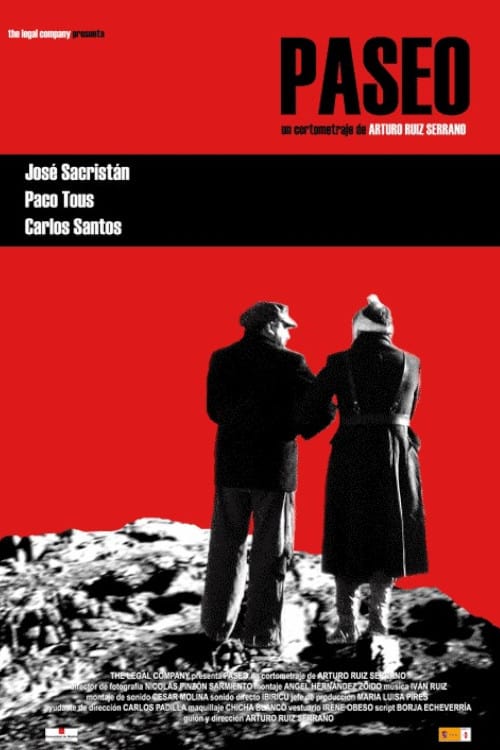 the legal company presenta
PASEO
un cortometraje de ARTURO RUIZ SERRANO
José Sacristán
Paco Tous
Carlos Santos
THE LEGAL COMPANY presenta PASEO, un cortometraje de ARTURO RUIZ SERRANO
director de fotografía NICOLÁS PINZÓN SARMIENTO montaje ANGEL HERNÁNDEZ ZOIDO música IVÁN RUIZ
montaje de sonido CESAR MOLINA sonido directo IBIRICU jefe de producción MARIA LUISA PIRES
ayudante de dirección CARLOS PADILLA maquillaje CHICHA BLANCO vestuario IRENE OBESO script BORJA ECHEVERRÍA
guión y dirección ARTURO RUIZ SERRANO